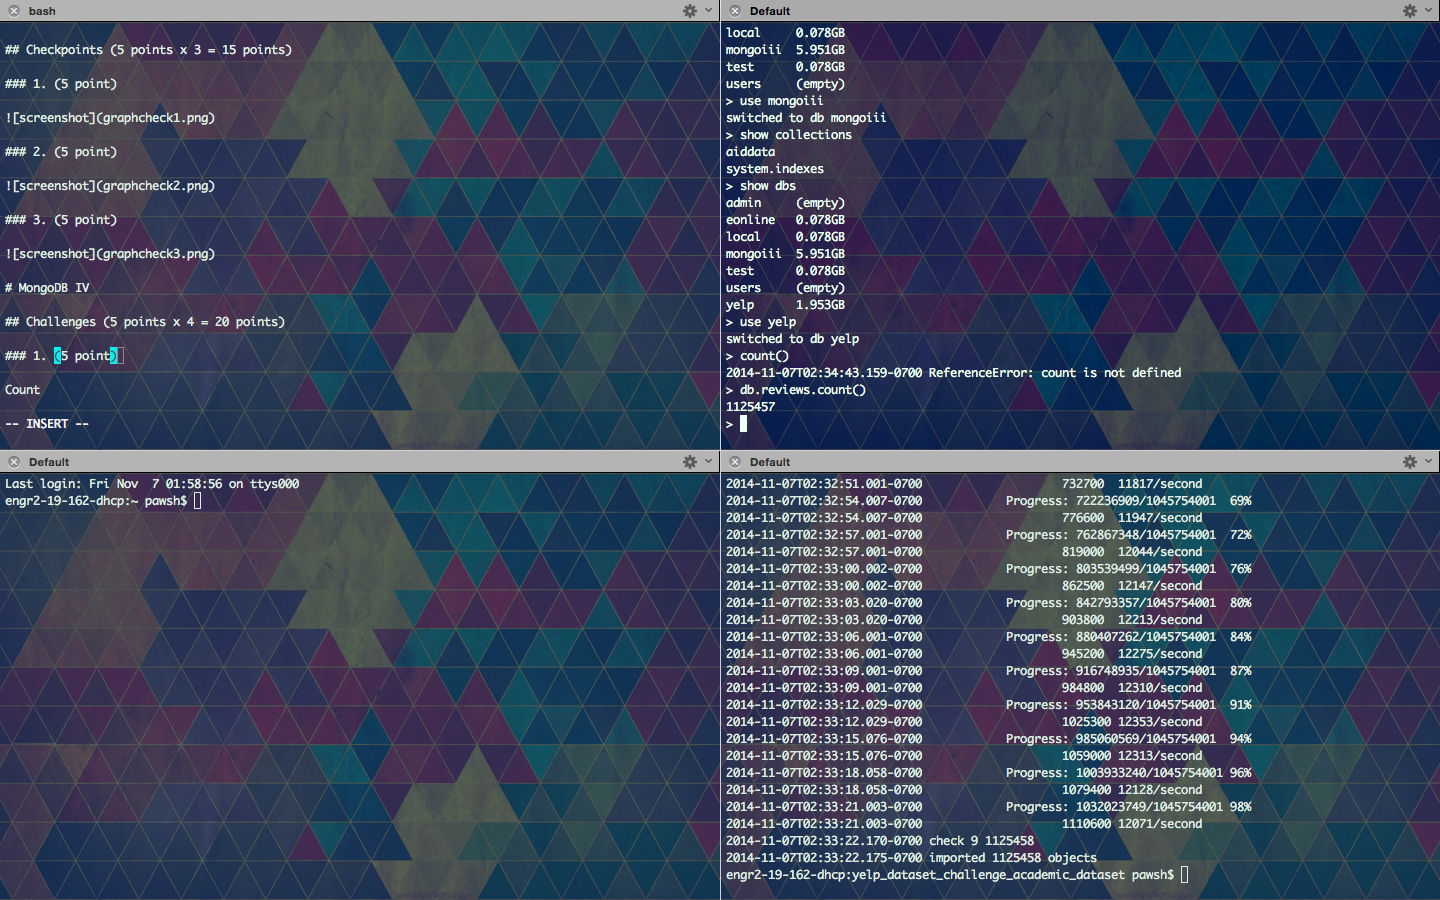 bash
## Checkpoints (5 points x 3 = 15 points)
### 1. (5 point)
![screenshot](graphcheck1.png)
### 2. (5 point)
![screenshot](graphcheck2.png)
### 3. (5 point)
![screenshot](graphcheck3.png)
# MongoDB IV
## Challenges (5 points x 4 = 20 points)
### 1. (5 point)
Count
-- INSERT --
Default
local 0.078GB
mongoiii 5.951GB
test 0.078GB
users (empty)
> use mongoiii
switched to db mongoiii
> show collections
aiddata
system.indexes
> show dbs
admin (empty)
eonline 0.078GB
local 0.078GB
mongoiii 5.951GB
test 0.078GB
users (empty)
yelp 1.953GB
> use yelp
switched to db yelp
> count()
2014-11-07T02:34:43.159-0700 ReferenceError: count is not defined
> db.reviews.count()
1125457
>
Default
Last login: Fri Nov  7 01:58:56 on ttys000
engr2-19-162-dhcp:~ pawsh$
Default
2014-11-07T02:32:51.001-0700 732700 11817/second
2014-11-07T02:32:54.007-0700 Progress: 722236909/1045754001 69%
2014-11-07T02:32:54.007-0700 776600 11947/second
2014-11-07T02:32:57.001-0700 Progress: 762867348/1045754001 72%
2014-11-07T02:32:57.001-0700 819000 12044/second
2014-11-07T02:33:00.002-0700 Progress: 803539499/1045754001 76%
2014-11-07T02:33:00.002-0700 862500 12147/second
2014-11-07T02:33:03.020-0700 Progress: 842793357/1045754001 80%
2014-11-07T02:33:03.020-0700 903800 12213/second
2014-11-07T02:33:06.001-0700 Progress: 880407262/1045754001 84%
2014-11-07T02:33:06.001-0700 945200 12275/second
2014-11-07T02:33:09.001-0700 Progress: 916748935/1045754001 87%
2014-11-07T02:33:09.001-0700 984800 12310/second
2014-11-07T02:33:12.029-0700 Progress: 953843120/1045754001 91%
2014-11-07T02:33:12.029-0700 1025300 12353/second
2014-11-07T02:33:15.076-0700 Progress: 985060569/1045754001 94%
2014-11-07T02:33:15.076-0700 1059000 12313/second
2014-11-07T02:33:18.058-0700 Progress: 1003933240/1045754001 96%
2014-11-07T02:33:18.058-0700 1079400 12128/second
2014-11-07T02:33:21.003-0700 Progress: 1032023749/1045754001 98%
2014-11-07T02:33:21.003-0700 1110600 12071/second
2014-11-07T02:33:22.170-0700 check 9 1125458
2014-11-07T02:33:22.175-0700 imported 1125458 objects
engr2-19-162-dhcp:yelp_dataset_challenge_academic_dataset pawsh$